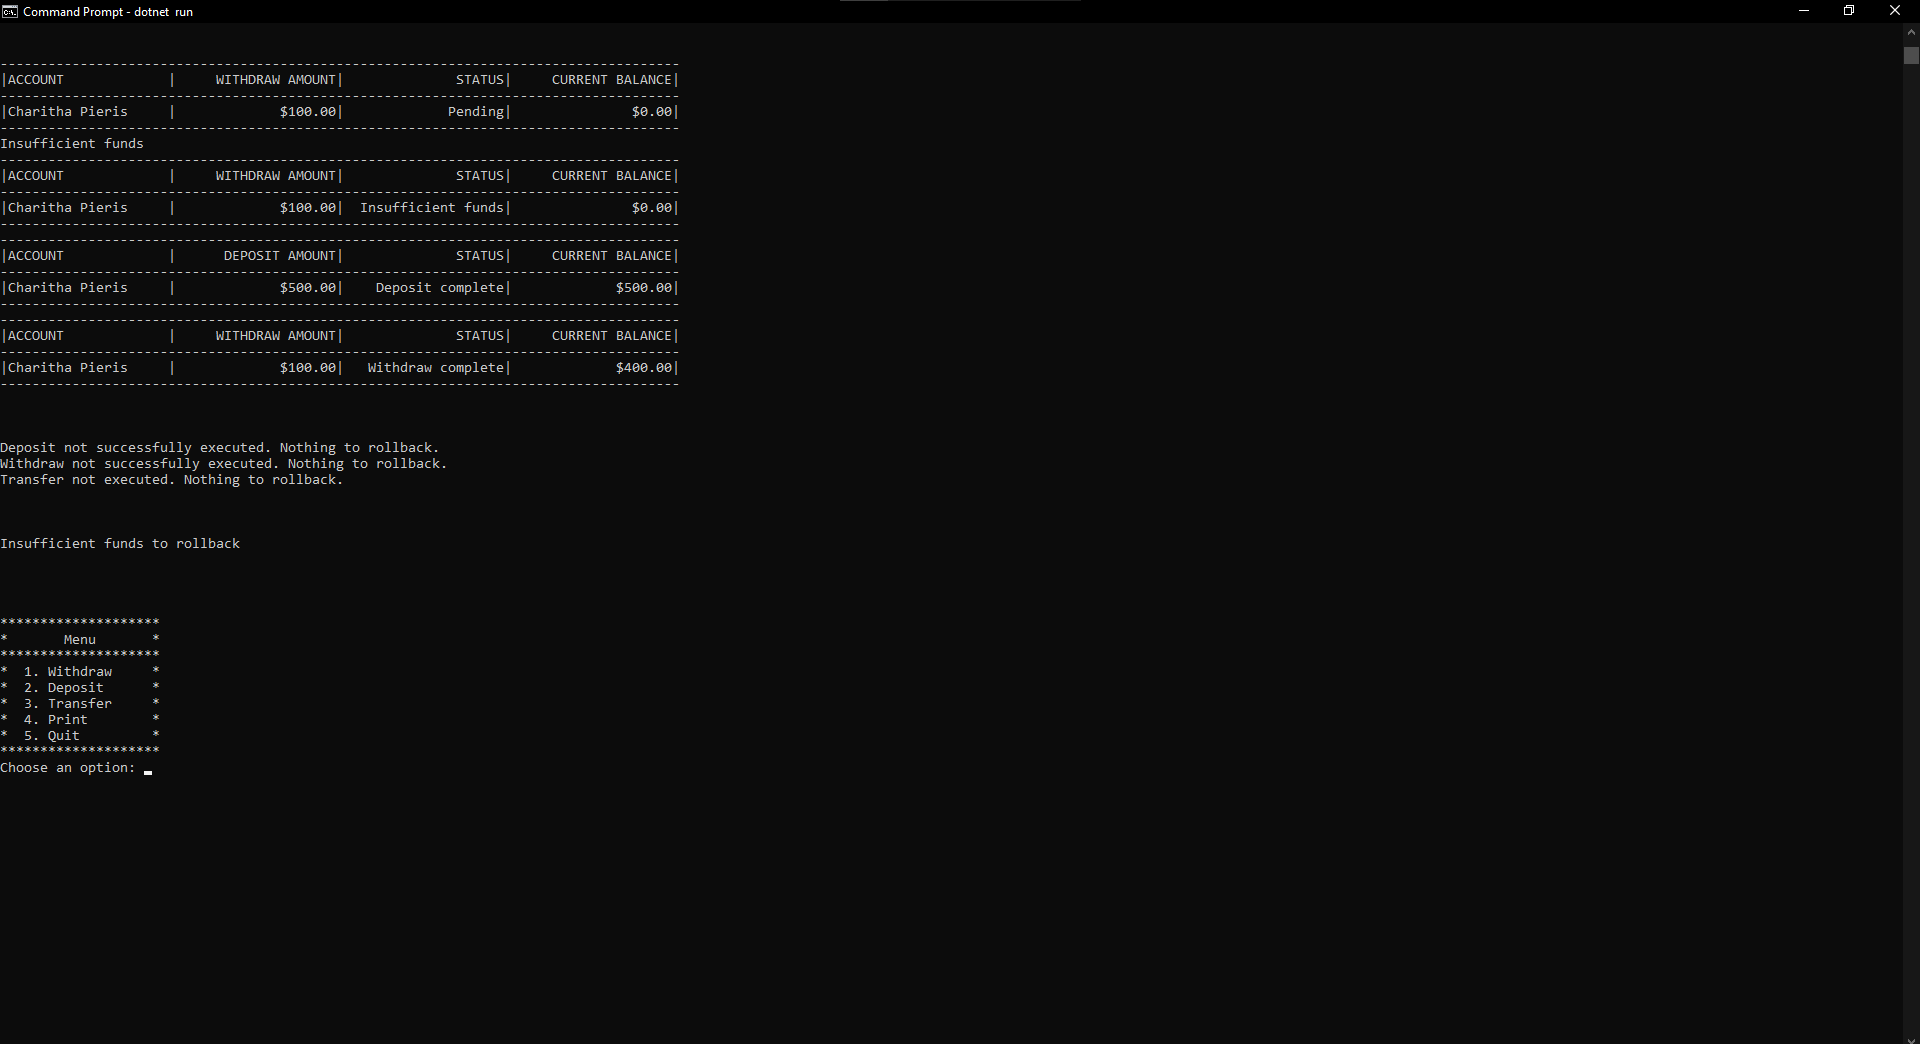 Command Prompt - dotnet run
-------------------------------------------------------------------------------------
|ACCOUNT             |     WITHDRAW AMOUNT|              STATUS|     CURRENT BALANCE|
-------------------------------------------------------------------------------------
|Charitha Pieris     |             $100.00|             Pending|               $0.00|
-------------------------------------------------------------------------------------
Insufficient funds
-------------------------------------------------------------------------------------
|ACCOUNT             |     WITHDRAW AMOUNT|              STATUS|     CURRENT BALANCE|
-------------------------------------------------------------------------------------
|Charitha Pieris     |             $100.00|  Insufficient funds|               $0.00|
-------------------------------------------------------------------------------------
-------------------------------------------------------------------------------------
|ACCOUNT             |      DEPOSIT AMOUNT|              STATUS|     CURRENT BALANCE|
-------------------------------------------------------------------------------------
|Charitha Pieris     |             $500.00|    Deposit complete|             $500.00|
-------------------------------------------------------------------------------------
-------------------------------------------------------------------------------------
|ACCOUNT             |     WITHDRAW AMOUNT|              STATUS|     CURRENT BALANCE|
-------------------------------------------------------------------------------------
|Charitha Pieris     |             $100.00|   Withdraw complete|             $400.00|
-------------------------------------------------------------------------------------
Deposit not successfully executed. Nothing to rollback.
Withdraw not successfully executed. Nothing to rollback.
Transfer not executed. Nothing to rollback.
Insufficient funds to rollback
********************
*       Menu       *
********************
*  1. Withdraw     *
*  2. Deposit      *
*  3. Transfer     *
*  4. Print        *
*  5. Quit         *
********************
Choose an option: